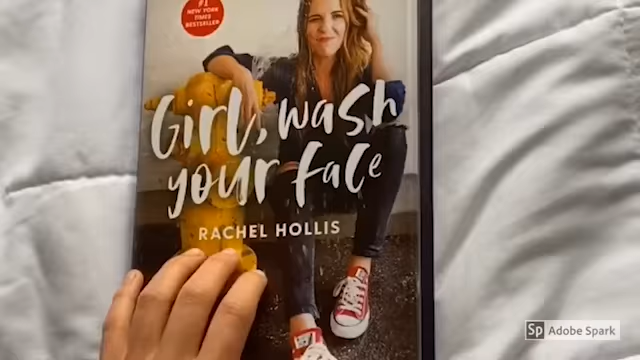 #1
NEW YORK
TIMES
BESTSELLER
Girl, wash
your face
RACHEL HOLLIS
Sp Adobe Spark